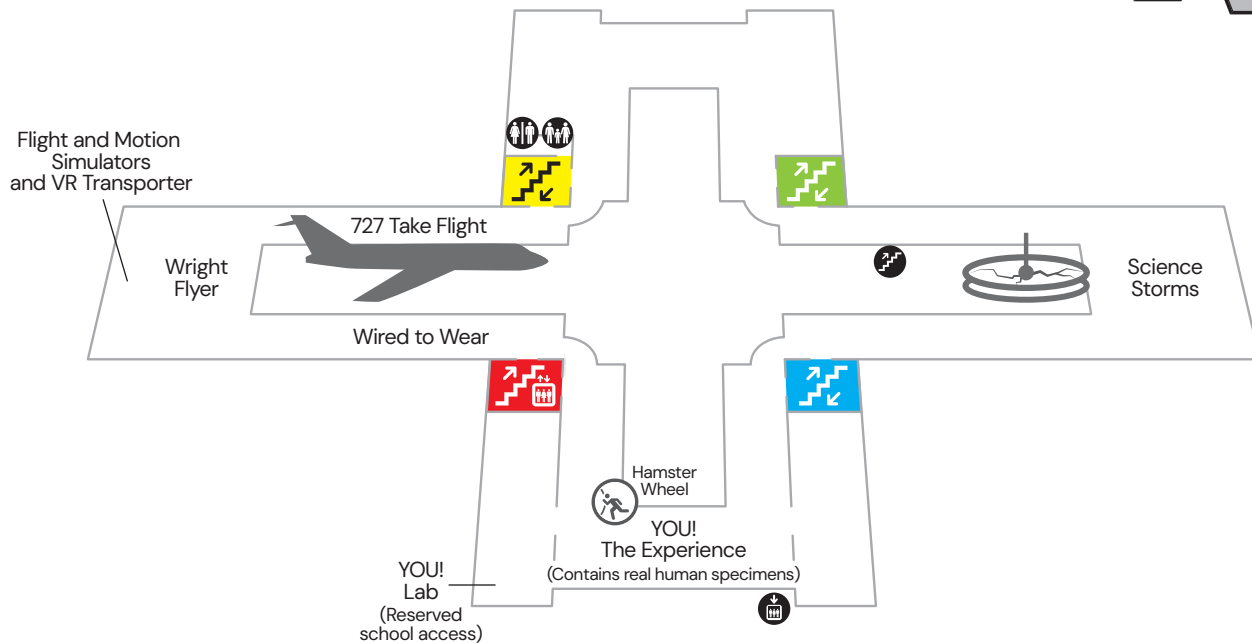 Flight and Motion
Simulators
and VR Transporter
727 Take Flight
Wright
Flyer
Science
Storms
Wired to Wear
Hamster
Wheel
YOU!
The Experience
(Contains real human specimens)
YOU!
Lab
(Reserved
school access)